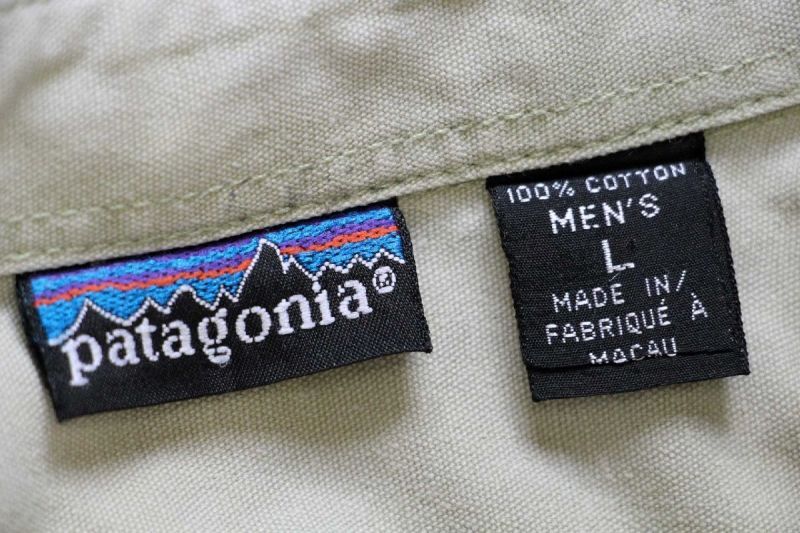 patagonia®
100% COTTON
MEN'S
L
MADE IN/
FABRIQUÉ À
MACAU